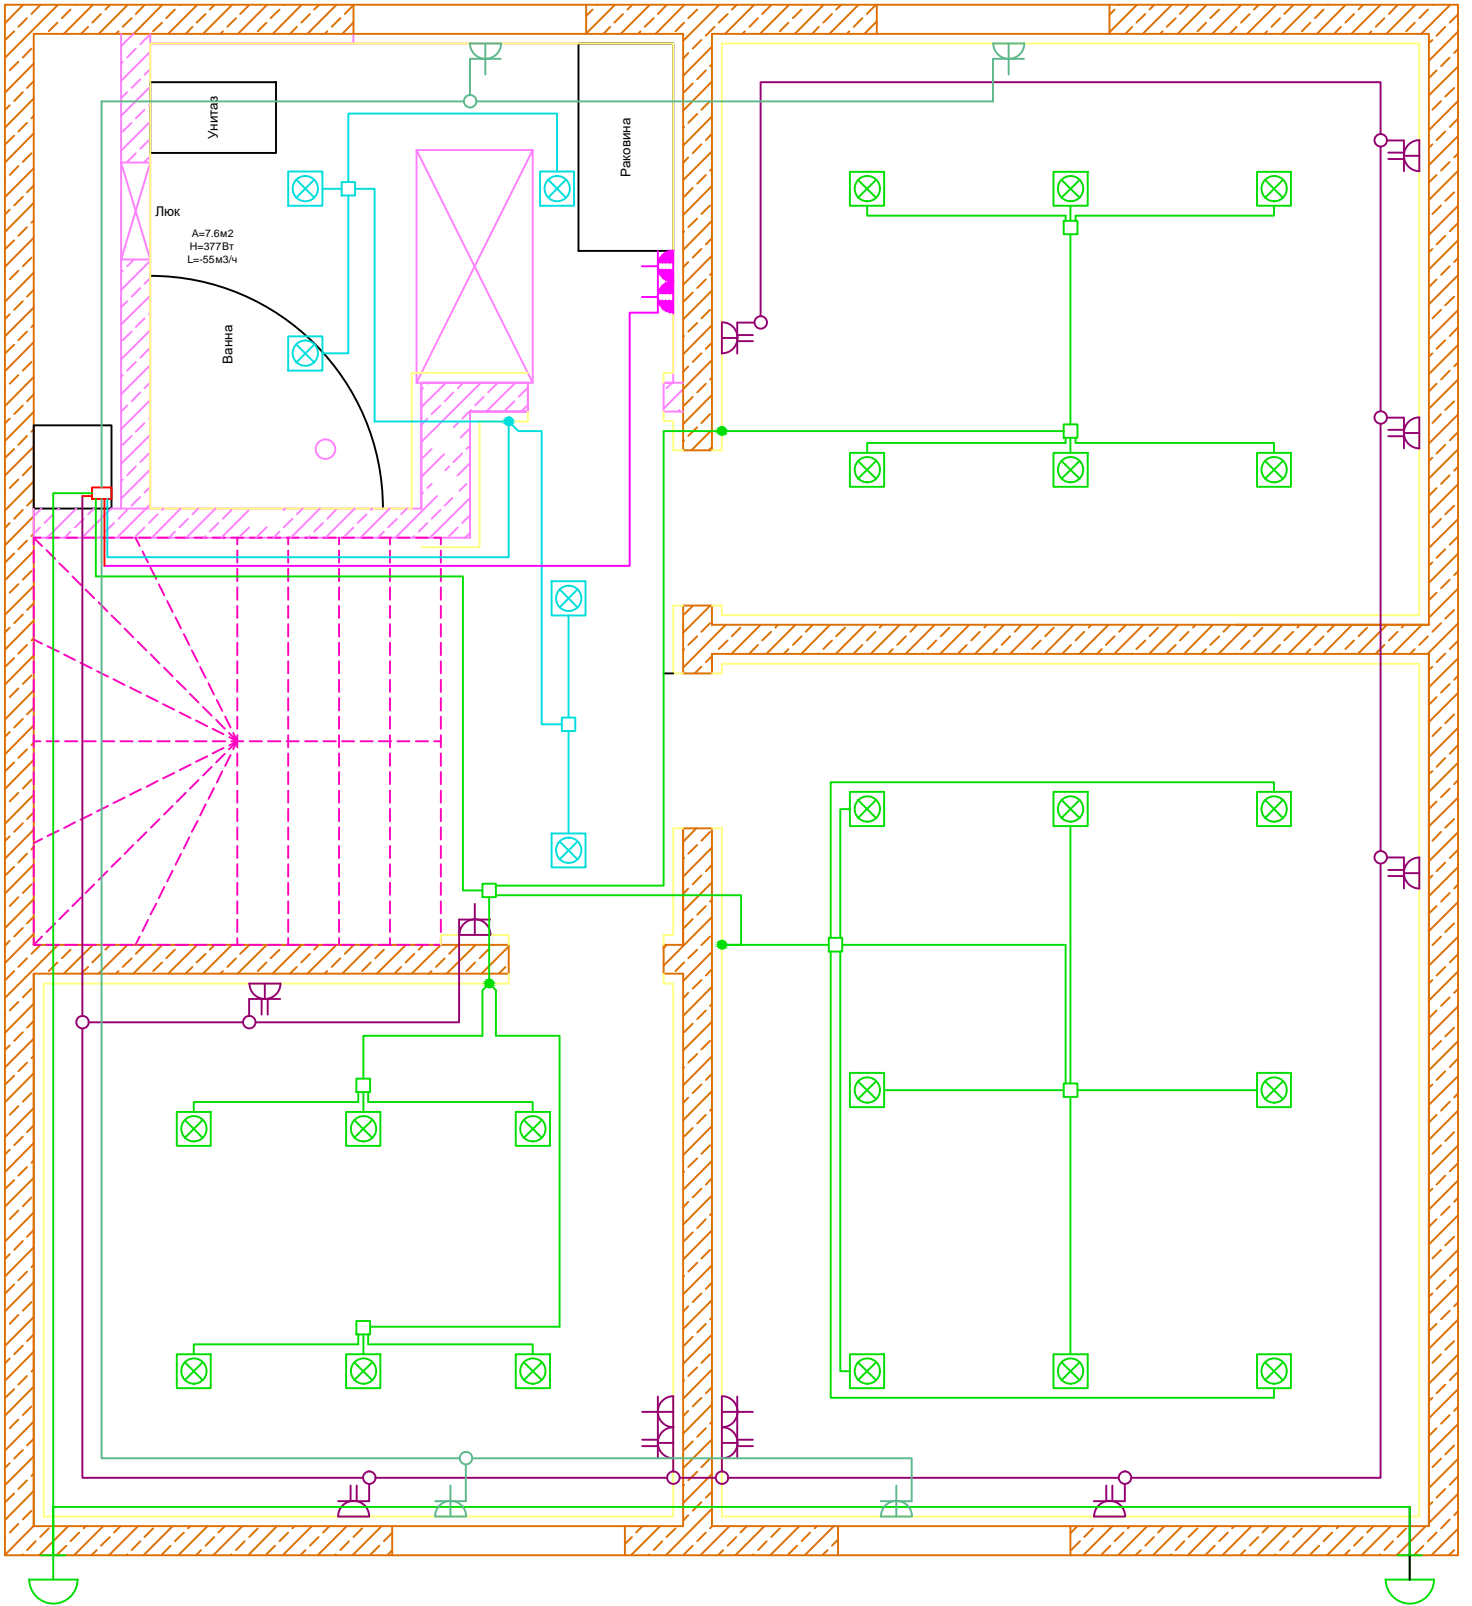 Унитаз
Раковина
Люк
A=7.6м2
H=377Вт
L=-55м3/ч
Ванна